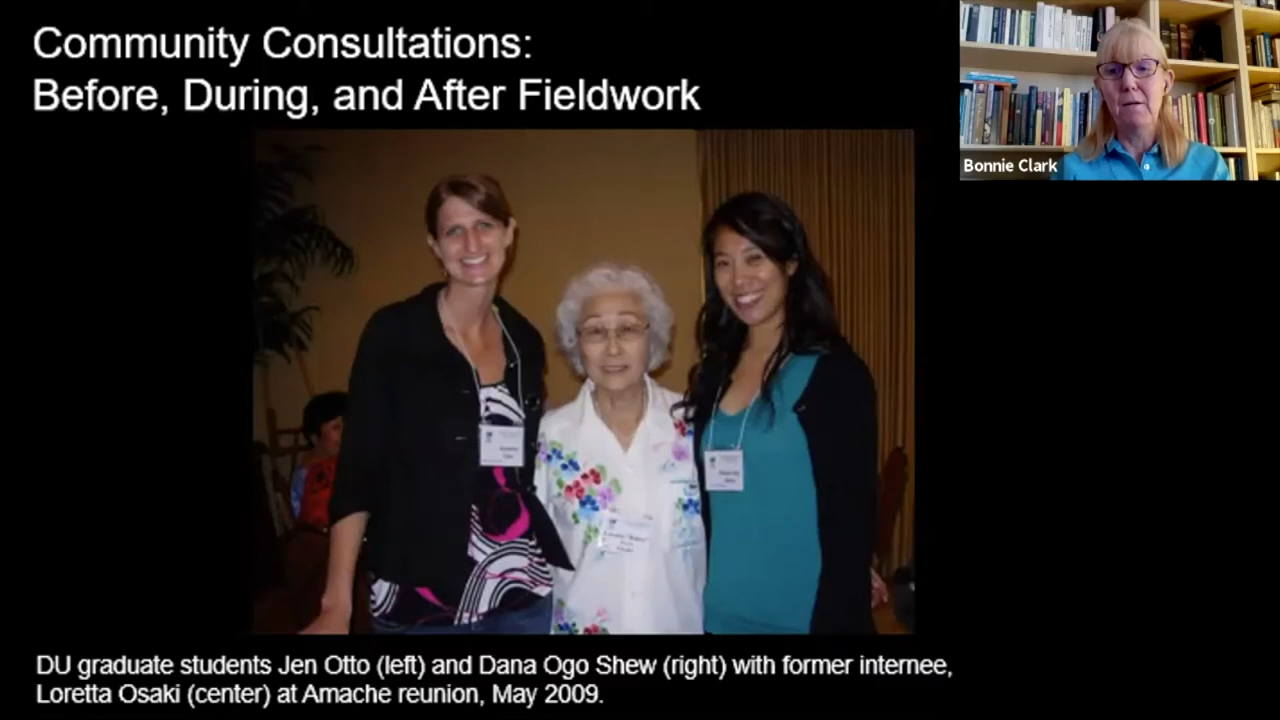 Community Consultations:
Before, During, and After Fieldwork
Bonnie Clark
DU graduate students Jen Otto (left) and Dana Ogo Shew (right) with former internee,
Loretta Osaki (center) at Amache reunion, May 2009.